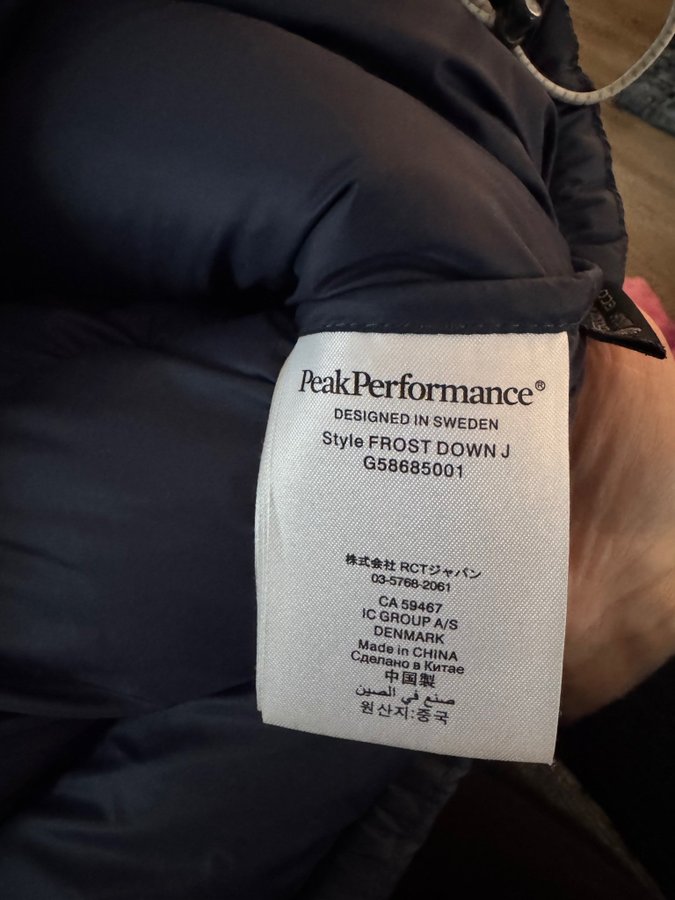 PeakPerformance®
DESIGNED IN SWEDEN
Style FROST DOWN J
G58685001
株式会社 RCTジャパン
03-5768-2061
CA 59467
IC GROUP A/S
DENMARK
Made in CHINA
Сделано в Китае
中国製
صنع في الصين
원산지:중국